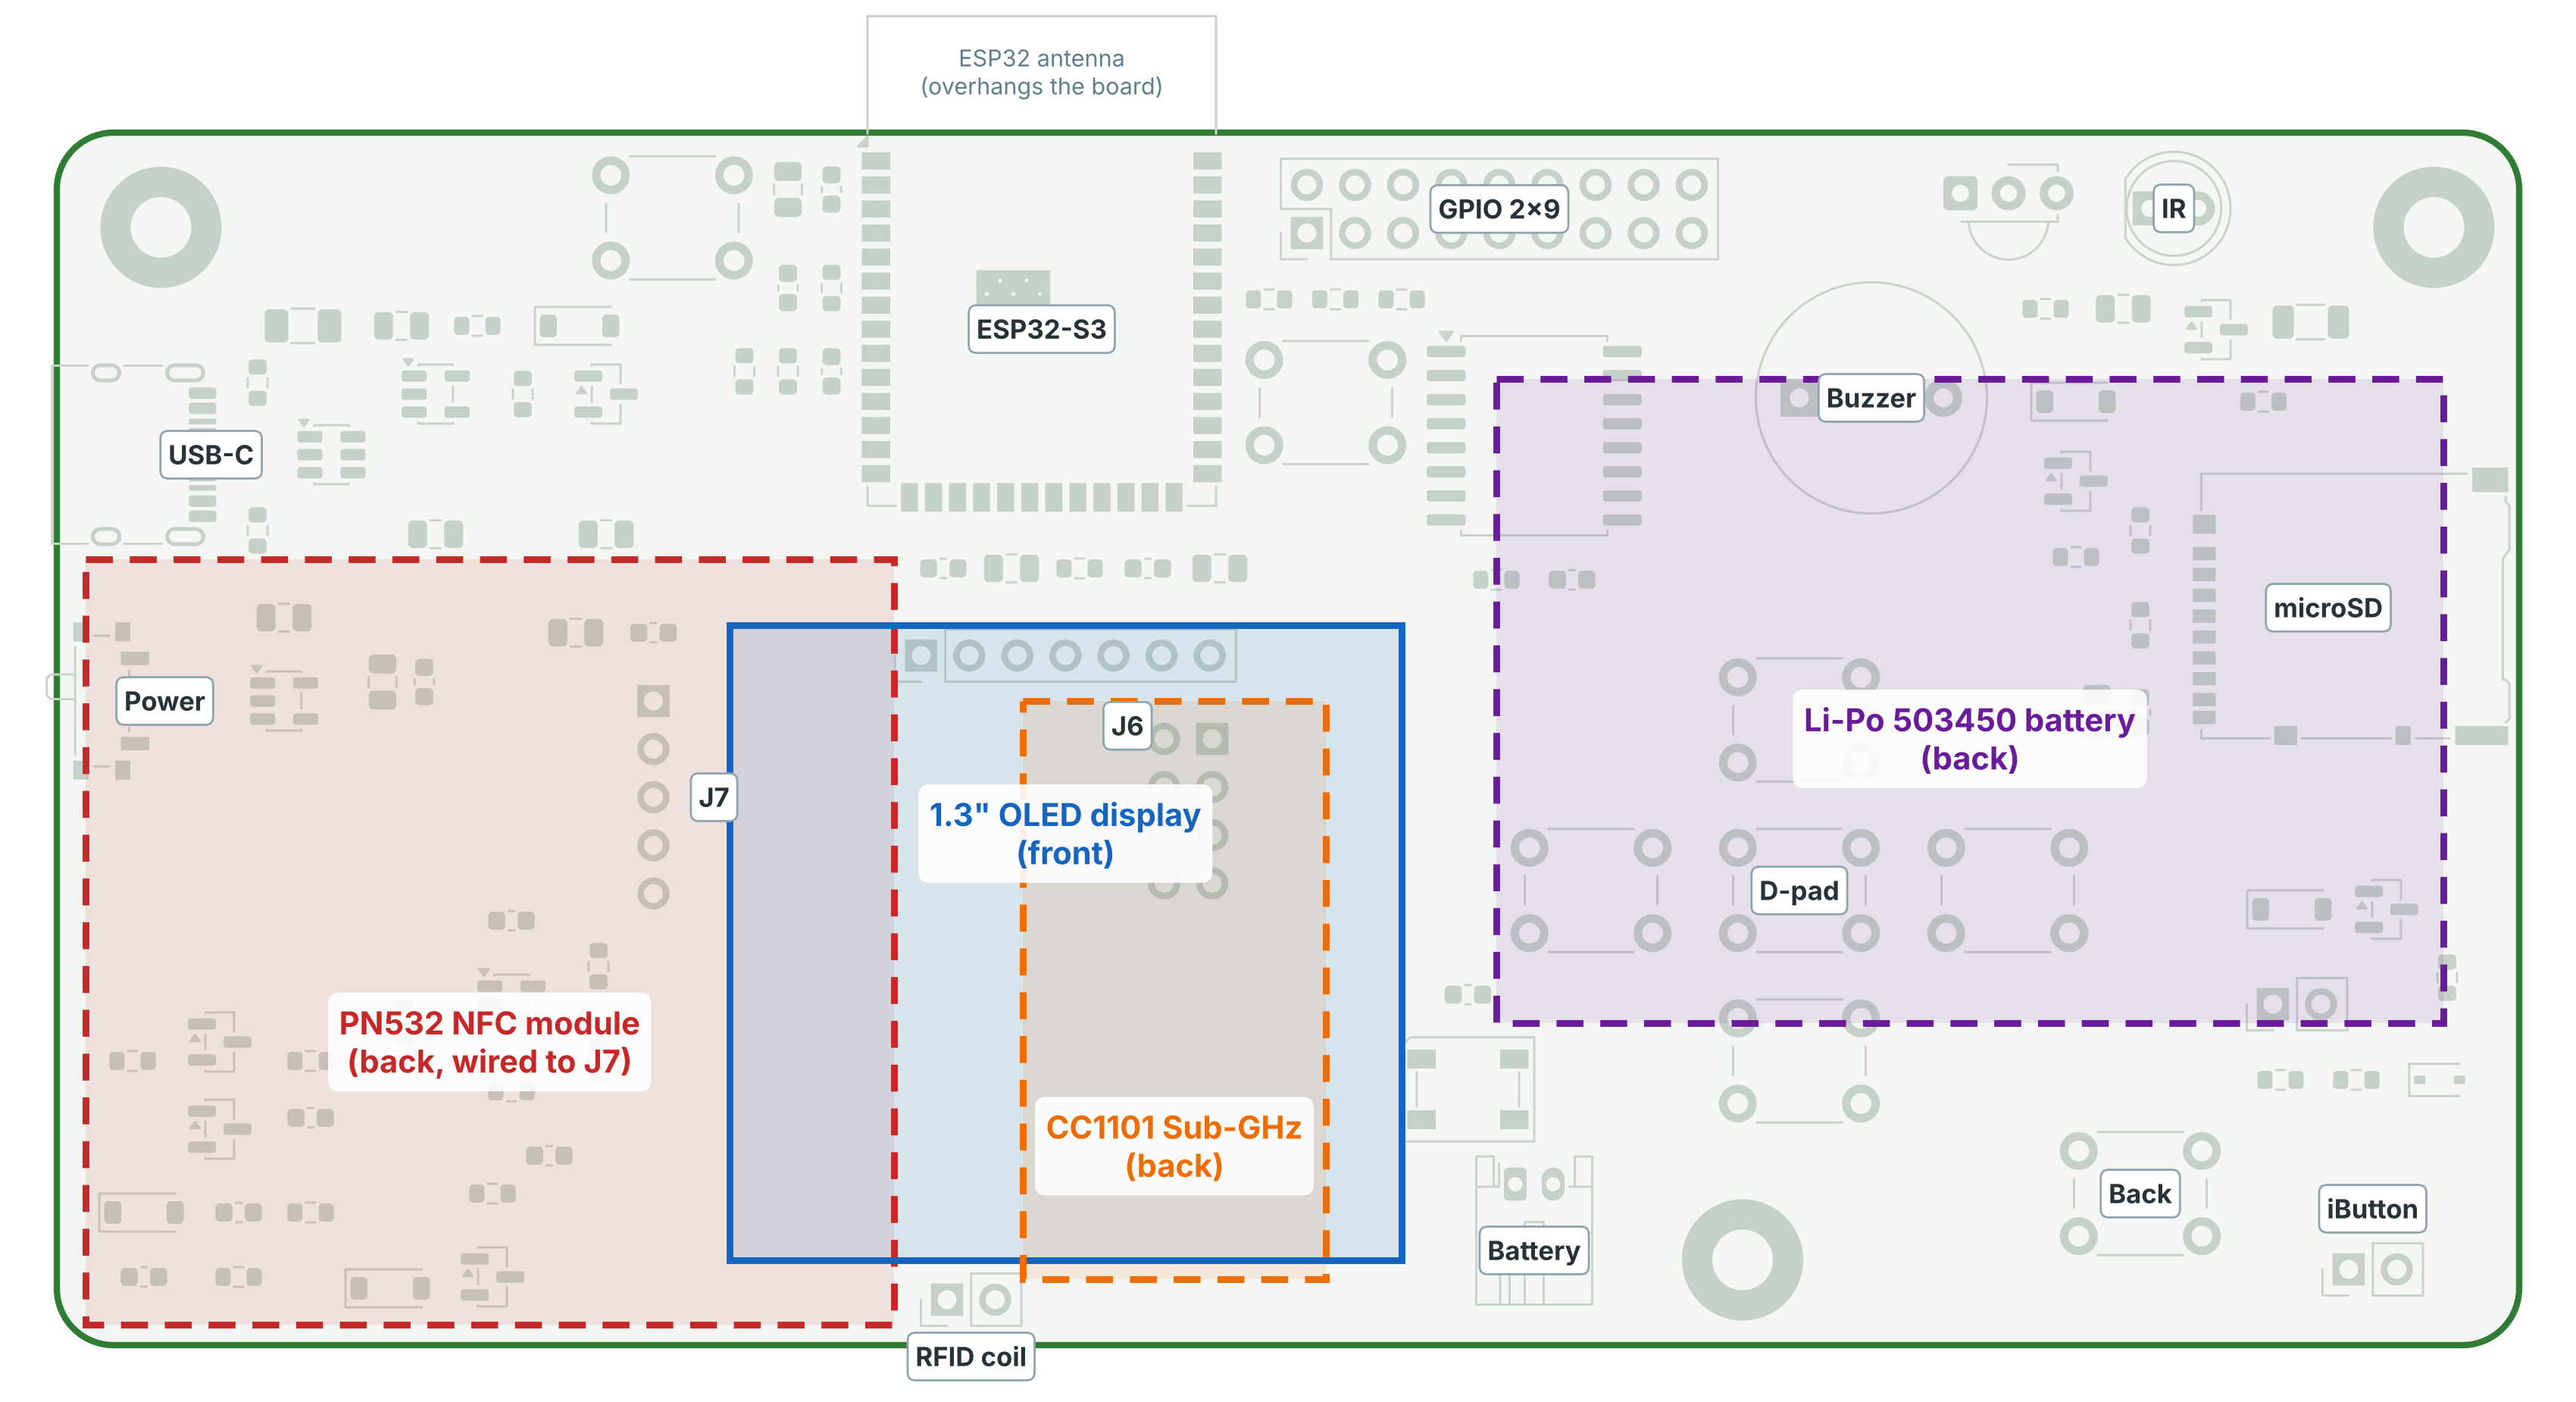 ESP32 antenna
(overhangs the board)
GPIO 2×9
IR
ESP32-S3
Buzzer
USB-C
microSD
Power
J6
Li-Po 503450 battery
(back)
J7
1.3" OLED display
(front)
D-pad
PN532 NFC module
(back, wired to J7)
CC1101 Sub-GHz
(back)
Back
iButton
Battery
RFID coil